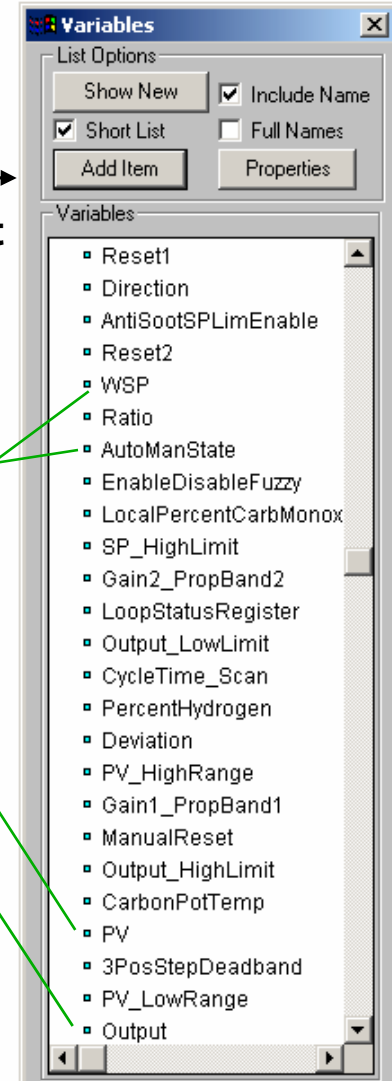 Variables
List Options
Show New
Include Name
Short List
Full Names
Add Item
Properties
Variables
Reset1
Direction
AntiSootSPLimEnable
Reset2
WSP
Ratio
AutoManState
EnableDisableFuzzy
LocalPercentCarbMonox
SP_HighLimit
Gain2_PropBand2
LoopStatusRegister
Output_LowLimit
CycleTime_Scan
PercentHydrogen
Deviation
PV_HighRange
Gain1_PropBand1
ManualReset
Output_HighLimit
CarbonPotTemp
PV
3PosStepDeadband
PV_LowRange
Output